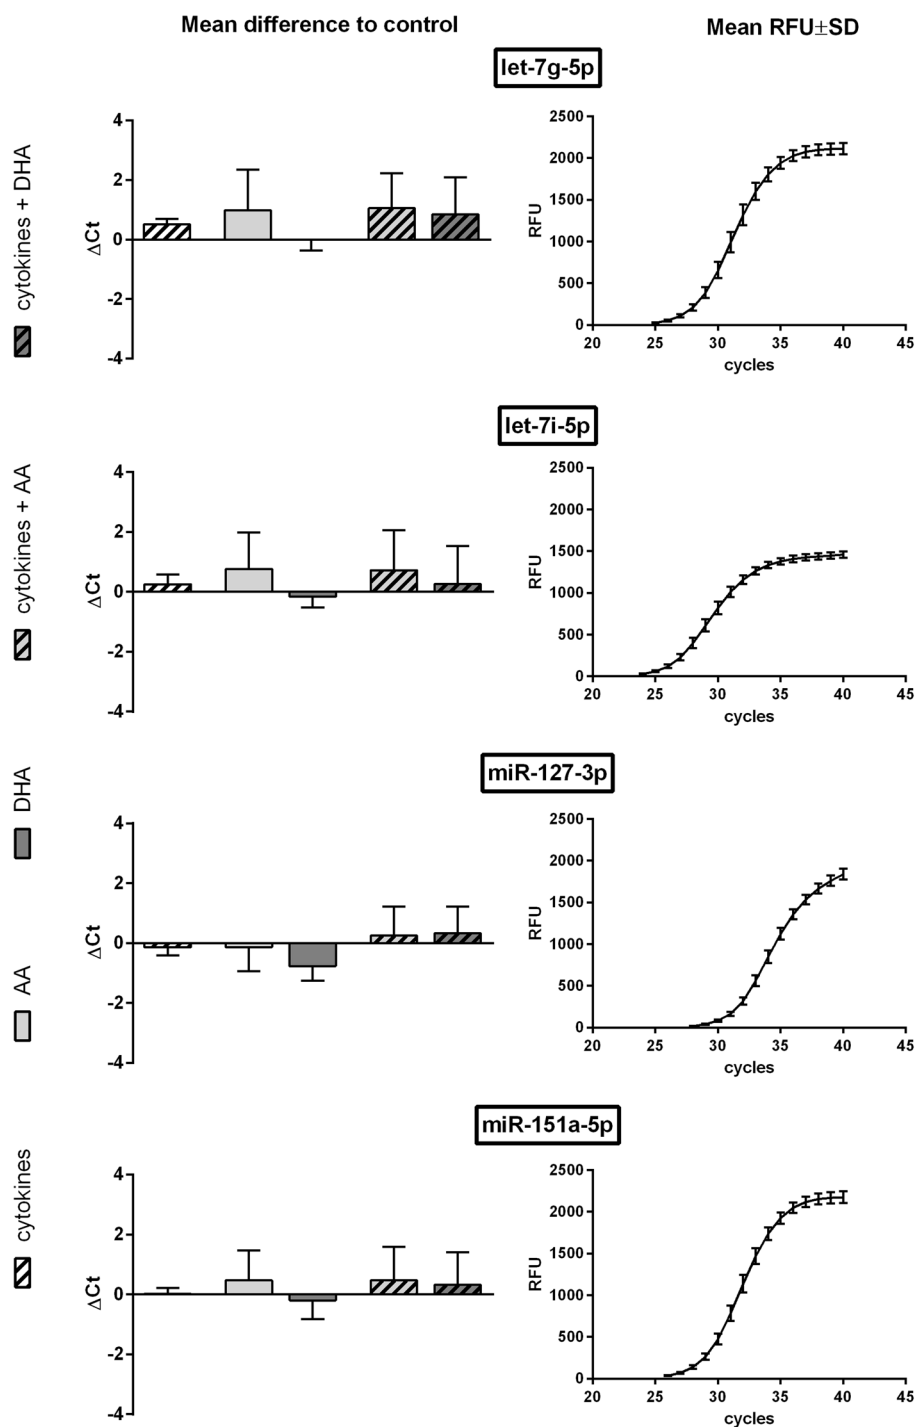 Mean difference to control
Mean RFU±SD
let-7g-5p
4
2
0
-2
-4
ΔCt
2500
2000
1500
1000
500
0
RFU
20 25 30 35 40 45
cycles
cytokines + DHA
let-7i-5p
4
2
0
-2
-4
ΔCt
2500
2000
1500
1000
500
0
RFU
20 25 30 35 40 45
cycles
cytokines + AA
miR-127-3p
4
2
0
-2
-4
ΔCt
2500
2000
1500
1000
500
0
RFU
20 25 30 35 40 45
cycles
DHA
AA
miR-151a-5p
4
2
0
-2
-4
ΔCt
2500
2000
1500
1000
500
0
RFU
20 25 30 35 40 45
cycles
cytokines